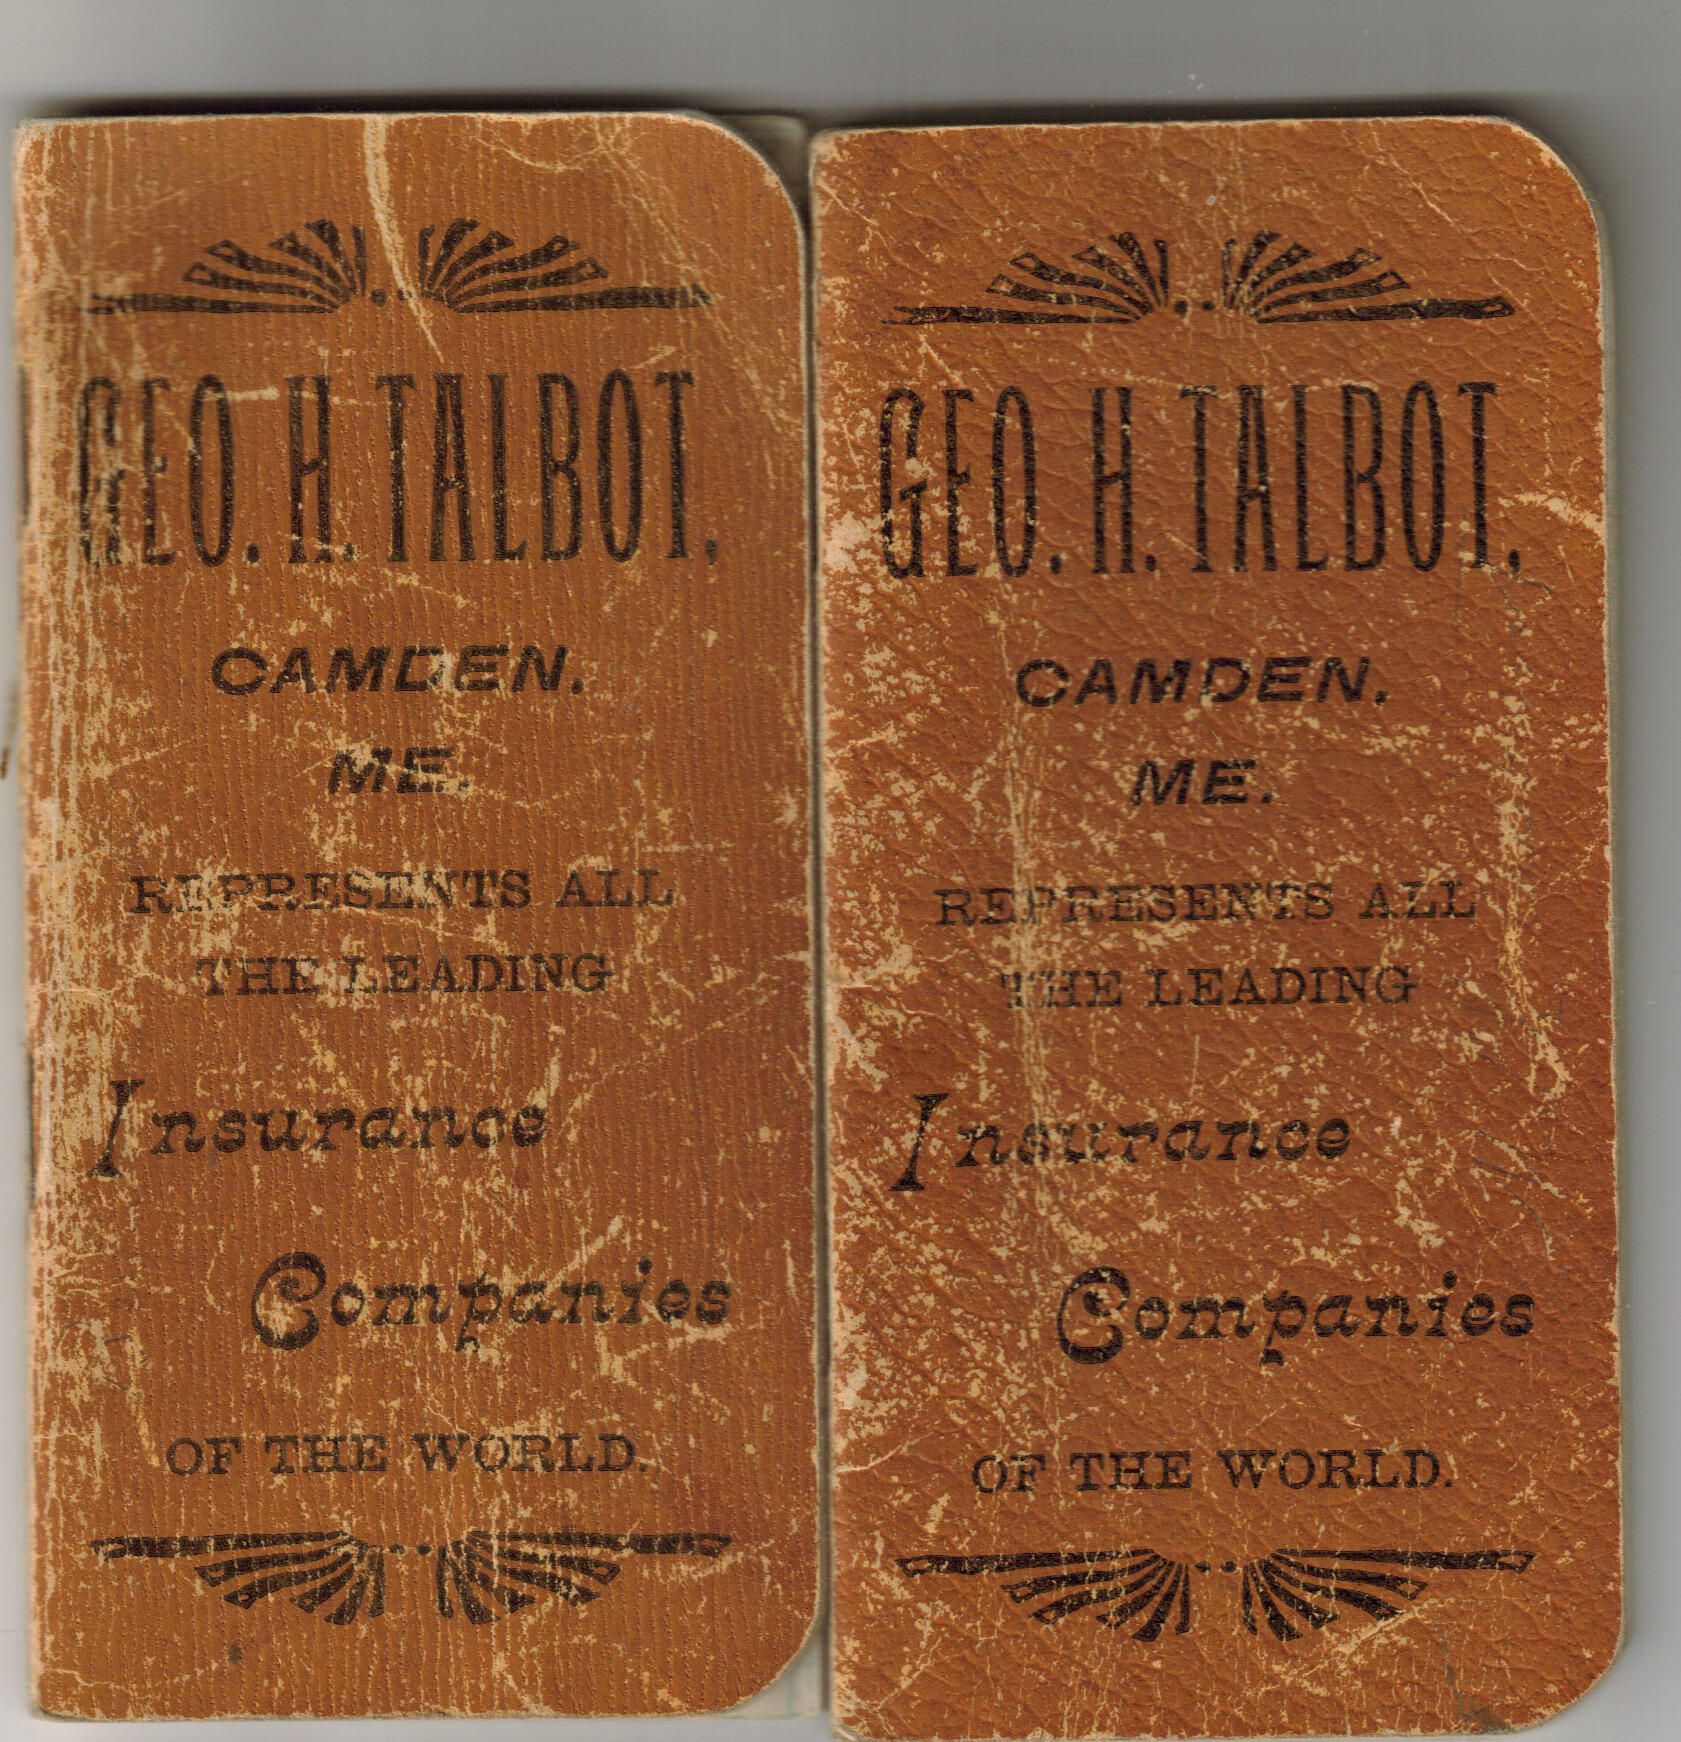 GEO. H. TALBOT,
CAMDEN.
ME.
REPRESENTS ALL
THE LEADING
Insurance
Companies
OF THE WORLD.
GEO. H. TALBOT.
CAMDEN.
ME.
REPRESENTS ALL
THE LEADING
Insurance
Companies
OF THE WORLD.